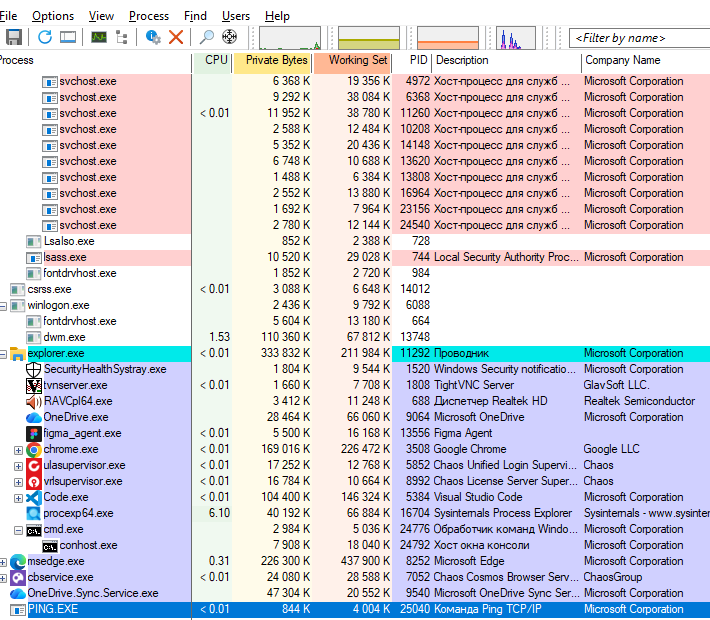 File Options View Process Find Users Help
<Filter by name>
Process CPU Private Bytes Working Set PID Description Company Name
svchost.exe 6 368 K 19 356 K 4972 Хост-процесс для служб ... Microsoft Corporation
svchost.exe 9 292 K 38 084 K 6368 Хост-процесс для служб ... Microsoft Corporation
svchost.exe < 0.01 11 952 K 38 780 K 11260 Хост-процесс для служб ... Microsoft Corporation
svchost.exe 2 588 K 12 484 K 10208 Хост-процесс для служб ... Microsoft Corporation
svchost.exe 5 352 K 20 436 K 14148 Хост-процесс для служб ... Microsoft Corporation
svchost.exe 6 748 K 10 688 K 13620 Хост-процесс для служб ... Microsoft Corporation
svchost.exe 1 488 K 6 384 K 13808 Хост-процесс для служб ... Microsoft Corporation
svchost.exe 2 552 K 13 880 K 16964 Хост-процесс для служб ... Microsoft Corporation
svchost.exe 1 692 K 7 964 K 23156 Хост-процесс для служб ... Microsoft Corporation
svchost.exe 2 780 K 12 144 K 24540 Хост-процесс для служб ... Microsoft Corporation
LsaIso.exe 852 K 2 388 K 728
lsass.exe 10 520 K 29 028 K 744 Local Security Authority Proc... Microsoft Corporation
fontdrvhost.exe 1 852 K 2 720 K 984
csrss.exe < 0.01 3 088 K 6 648 K 14012
winlogon.exe 2 436 K 9 792 K 6088
fontdrvhost.exe 5 604 K 13 180 K 664
dwm.exe 1.53 110 360 K 67 812 K 13748
explorer.exe < 0.01 333 832 K 211 984 K 11292 Проводник Microsoft Corporation
SecurityHealthSystray.exe 1 804 K 9 544 K 1520 Windows Security notificatio... Microsoft Corporation
tvnserver.exe < 0.01 1 660 K 7 708 K 1808 TightVNC Server GlavSoft LLC.
RAVCpl64.exe 3 412 K 11 248 K 688 Диспетчер Realtek HD Realtek Semiconductor
OneDrive.exe 28 464 K 66 060 K 9064 Microsoft OneDrive Microsoft Corporation
figma_agent.exe < 0.01 5 500 K 16 168 K 13556 Figma Agent
chrome.exe < 0.01 169 016 K 226 472 K 3508 Google Chrome Google LLC
ulasupervisor.exe < 0.01 17 252 K 12 768 K 5852 Chaos Unified Login Supervi... Chaos
vrlsupervisor.exe < 0.01 16 784 K 10 664 K 8992 Chaos License Server Super... Chaos
Code.exe < 0.01 104 400 K 146 324 K 5384 Visual Studio Code Microsoft Corporation
procexp64.exe 6.10 40 192 K 66 884 K 16704 Sysinternals Process Explorer Sysinternals - www.sysinter
cmd.exe 2 984 K 5 036 K 24776 Обработчик команд Windo... Microsoft Corporation
conhost.exe 7 908 K 18 040 K 24792 Хост окна консоли Microsoft Corporation
msedge.exe 0.31 226 300 K 437 900 K 8252 Microsoft Edge Microsoft Corporation
cbservice.exe < 0.01 24 080 K 28 588 K 7052 Chaos Cosmos Browser Serv... ChaosGroup
OneDrive.Sync.Service.exe 47 304 K 20 552 K 9540 Microsoft OneDrive Sync Ser Microsoft Corporation
PING.EXE < 0.01 844 K 4 004 K 25040 Команда Ping TCP/IP Microsoft Corporation